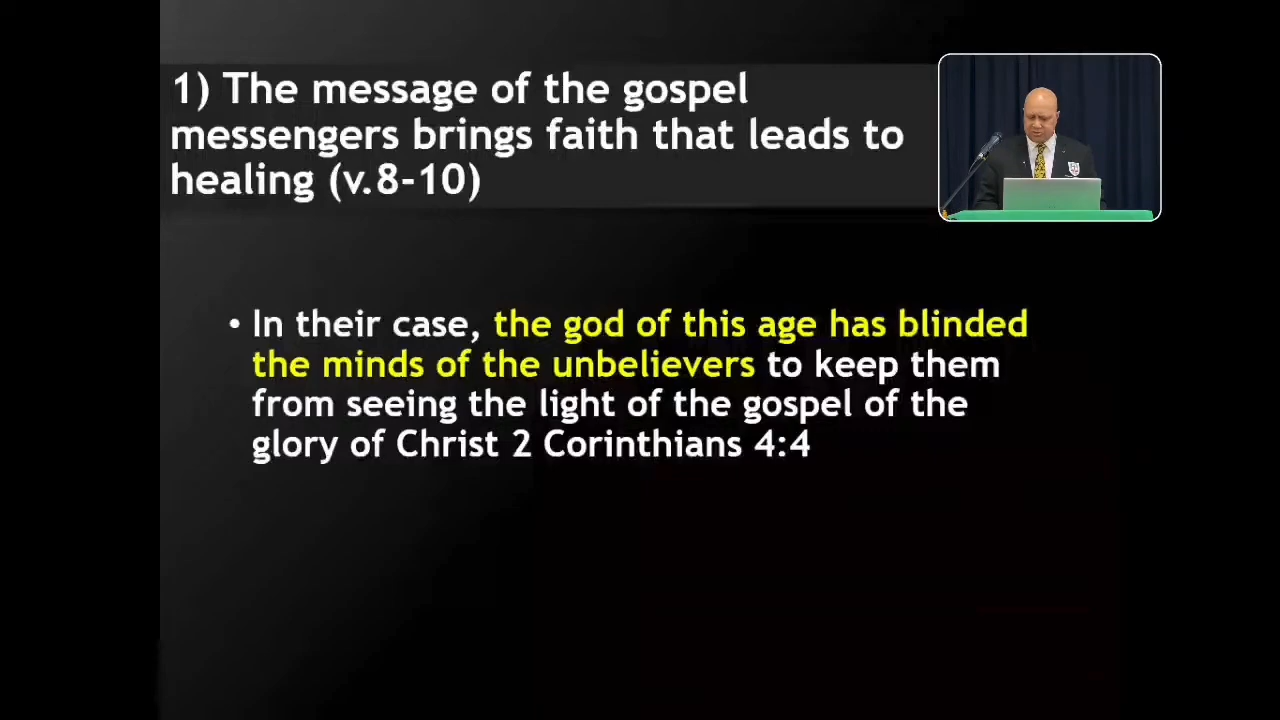 1) The message of the gospel
messengers brings faith that leads to
healing (v.8-10)
• In their case, the god of this age has blinded
the minds of the unbelievers to keep them
from seeing the light of the gospel of the
glory of Christ 2 Corinthians 4:4